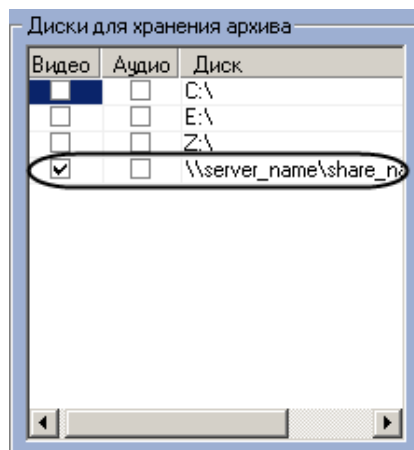 Диски для хранения архива
Видео Аудио Диск
C:\
E:\
Z:\
\\server_name\share_na